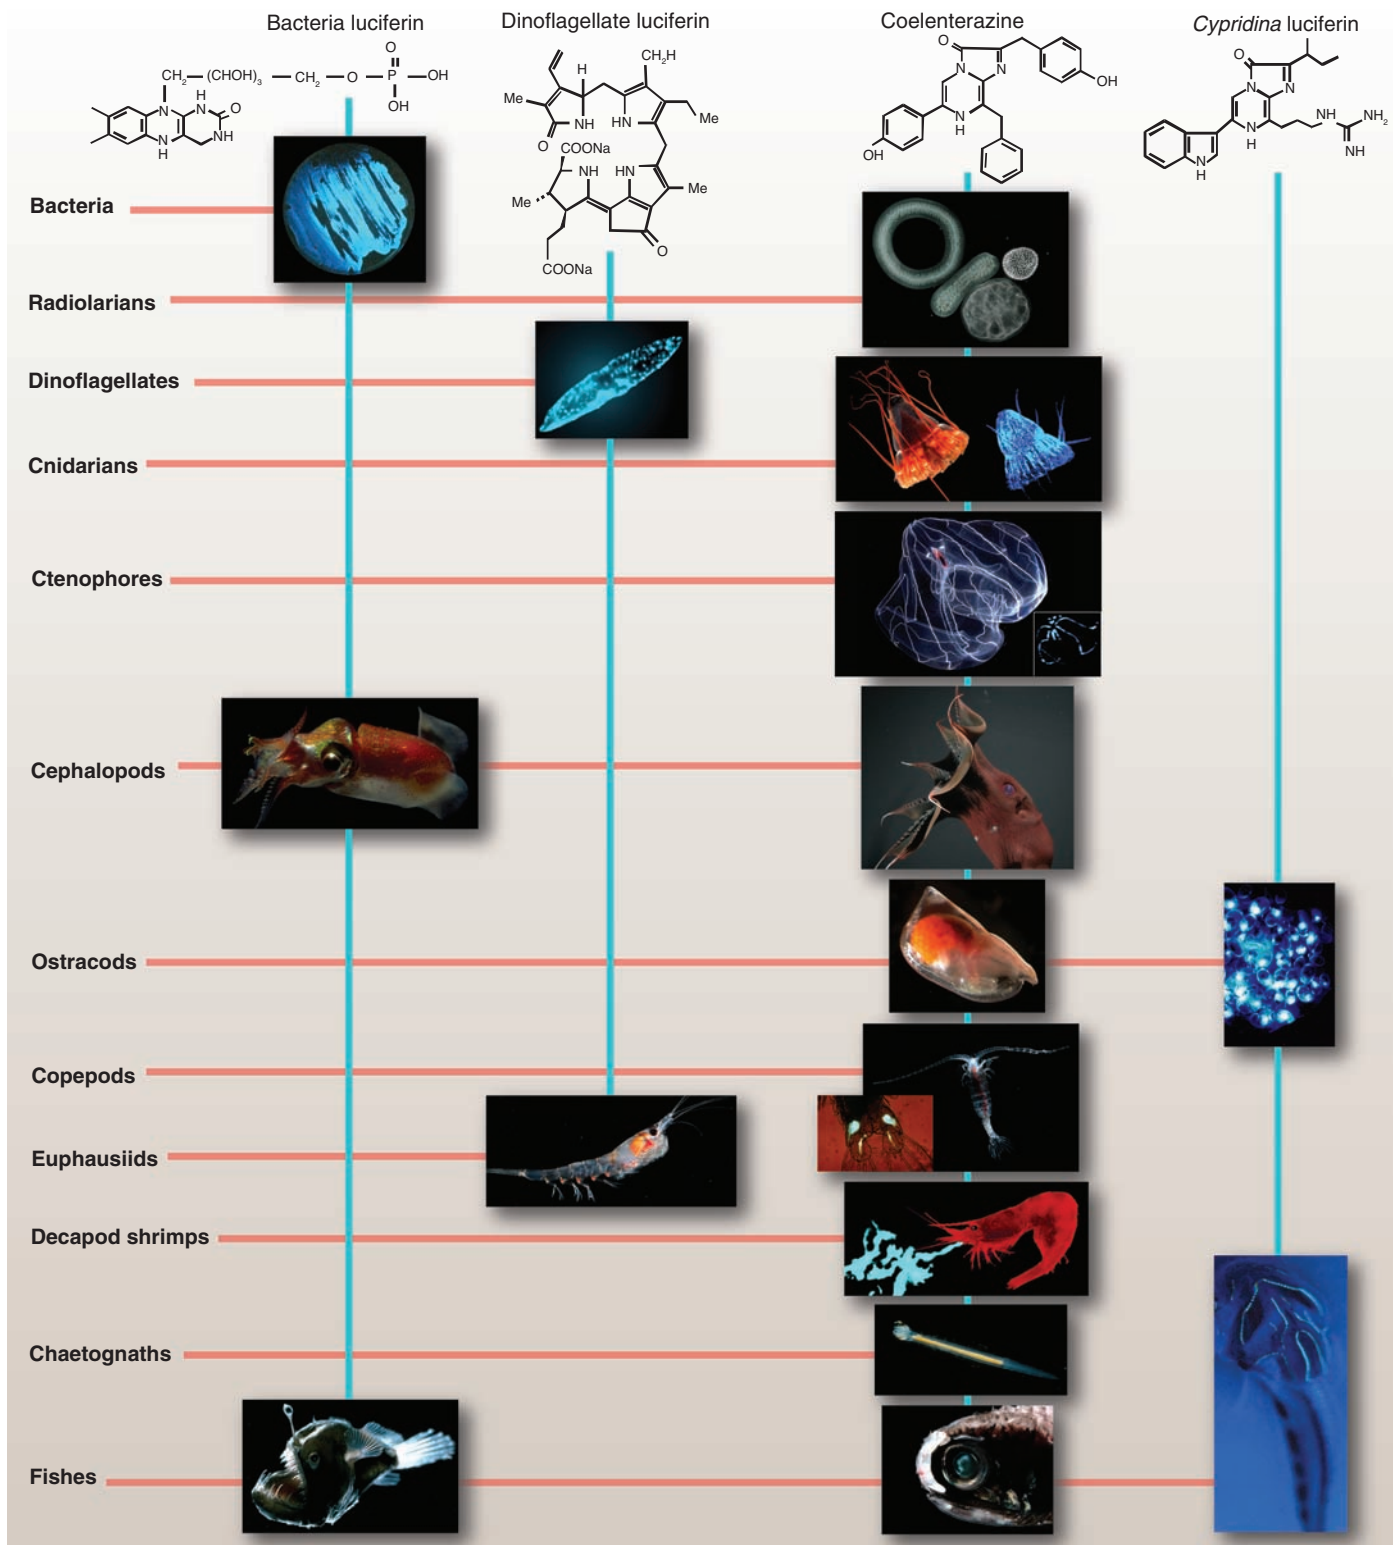 Bacteria luciferin
Dinoflagellate luciferin
Coelenterazine
Cypridina luciferin
CH2 (CHOH)3 CH2 O P OH
O
OH
N
H
N
O
NH
N
H
H
CH2H
Me
Me
O
NH
HN
COONa
NH
HN
Me
Me
O
COONa
O
N
N
OH
N
H
OH
O
N
N
NH
NH2
N
H
NH
N
H
Bacteria
Radiolarians
Dinoflagellates
Cnidarians
Ctenophores
Cephalopods
Ostracods
Copepods
Euphausiids
Decapod shrimps
Chaetognaths
Fishes